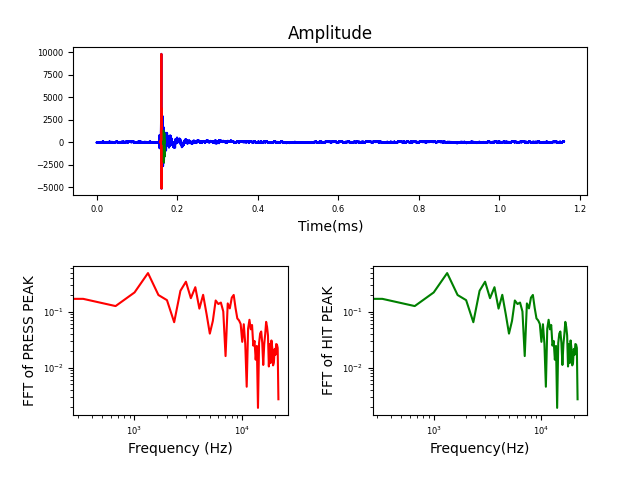 Amplitude
10000
7500
5000
2500
0
−2500
−5000
0.0 0.2 0.4 0.6 0.8 1.0 1.2
Time(ms)
FFT of PRESS PEAK
10⁻¹
10⁻²
10³ 10⁴
Frequency (Hz)
FFT of HIT PEAK
10⁻¹
10⁻²
10³ 10⁴
Frequency(Hz)